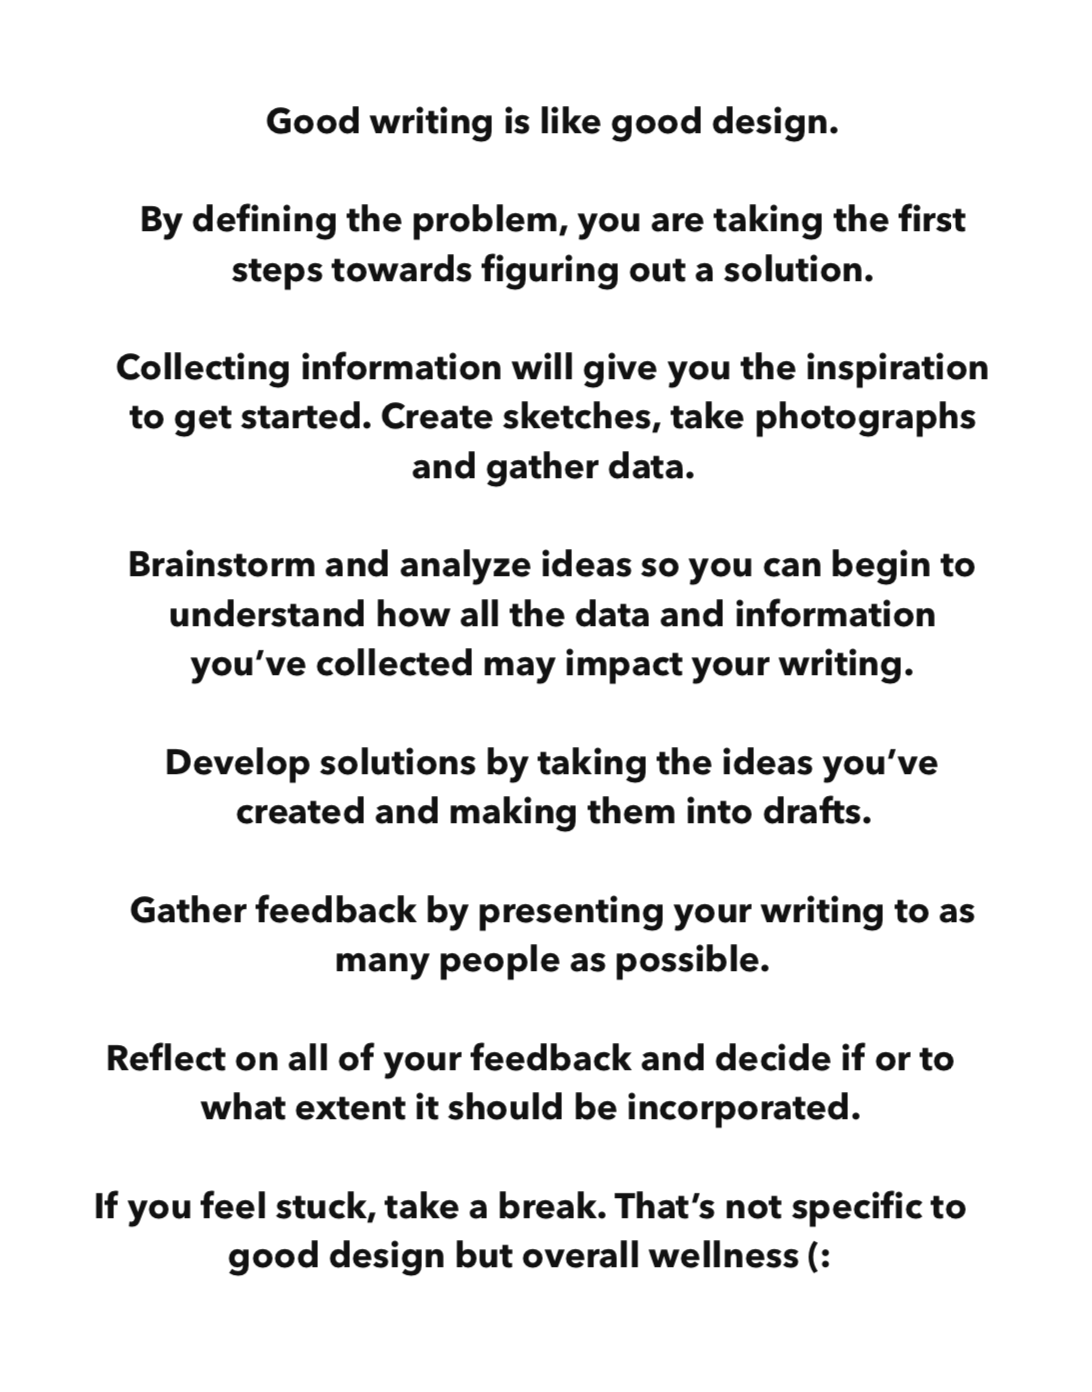 Good writing is like good design.
By defining the problem, you are taking the first
steps towards figuring out a solution.
Collecting information will give you the inspiration
to get started. Create sketches, take photographs
and gather data.
Brainstorm and analyze ideas so you can begin to
understand how all the data and information
you’ve collected may impact your writing.
Develop solutions by taking the ideas you’ve
created and making them into drafts.
Gather feedback by presenting your writing to as
many people as possible.
Reflect on all of your feedback and decide if or to
what extent it should be incorporated.
If you feel stuck, take a break. That’s not specific to
good design but overall wellness (: